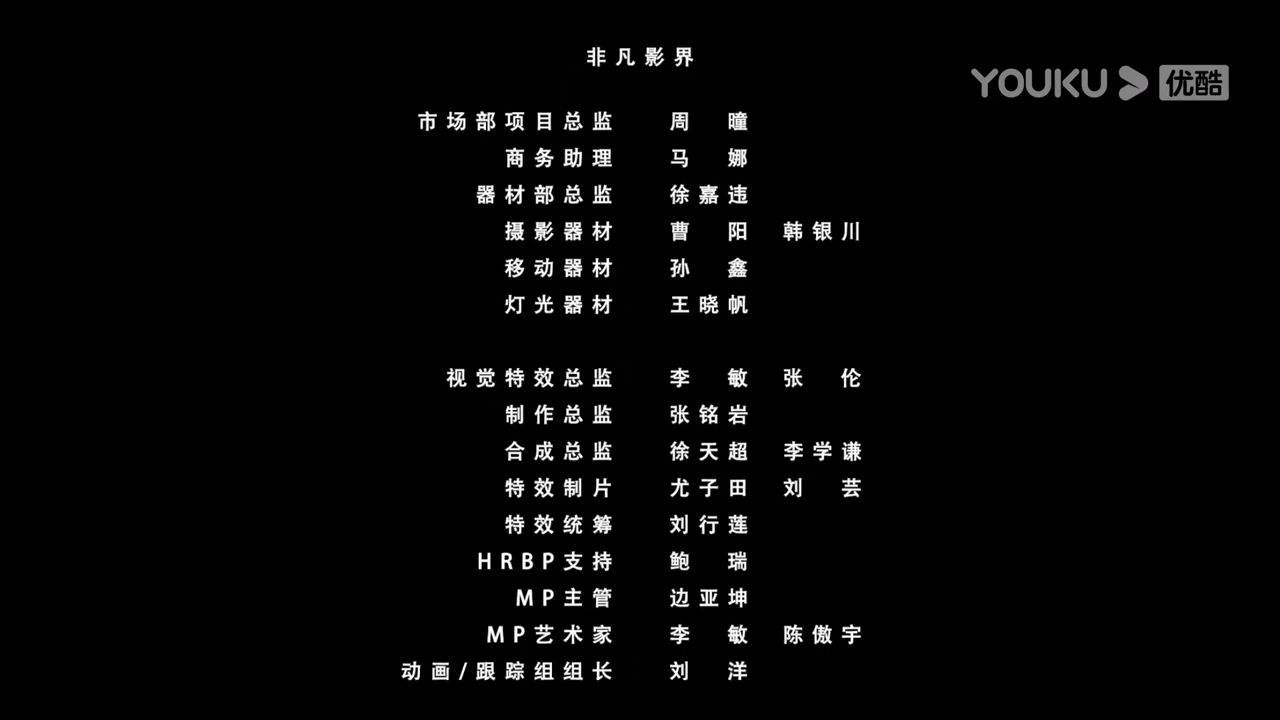 非凡影界
YOUKU 优酷
市场部项目总监 周曈
商务助理 马娜
器材部总监 徐嘉违
摄影器材 曹阳 韩银川
移动器材 孙鑫
灯光器材 王晓帆
视觉特效总监 李敏 张伦
制作总监 张铭岩
合成总监 徐天超 李学谦
特效制片 尤子田 刘芸
特效统筹 刘行莲
HRBP支持 鲍瑞
MP主管 边亚坤
MP艺术家 李敏 陈傲宇
动画/跟踪组组长 刘洋